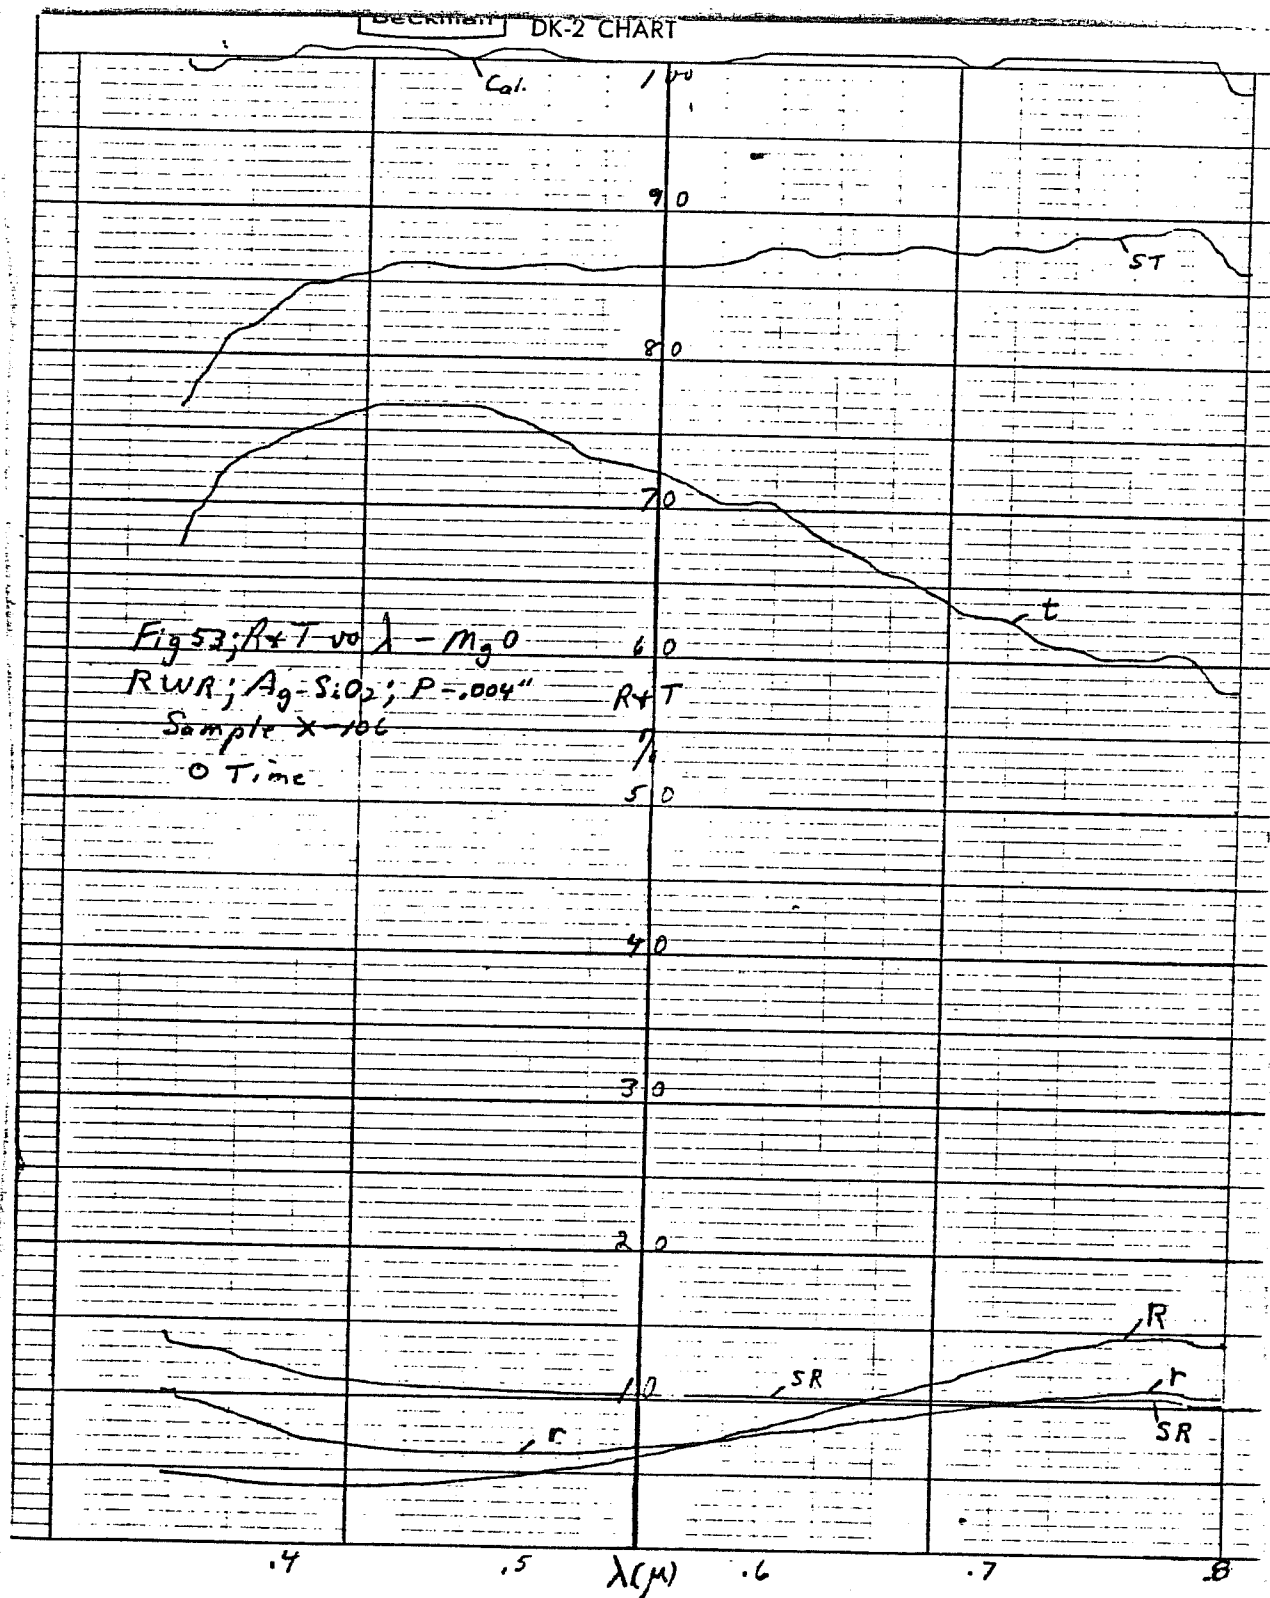 Beckman DK-2 CHART
Cal.
100
90
ST
80
70
t
Fig 53; R+T vs λ - MgO
60
RWR; Ag-SiO2; P-.004"
R+T
Sample X-106
%
O Time
50
40
30
20
R
SR
10
r
r
SR
.4 .5 λ(μ) .6 .7 .8